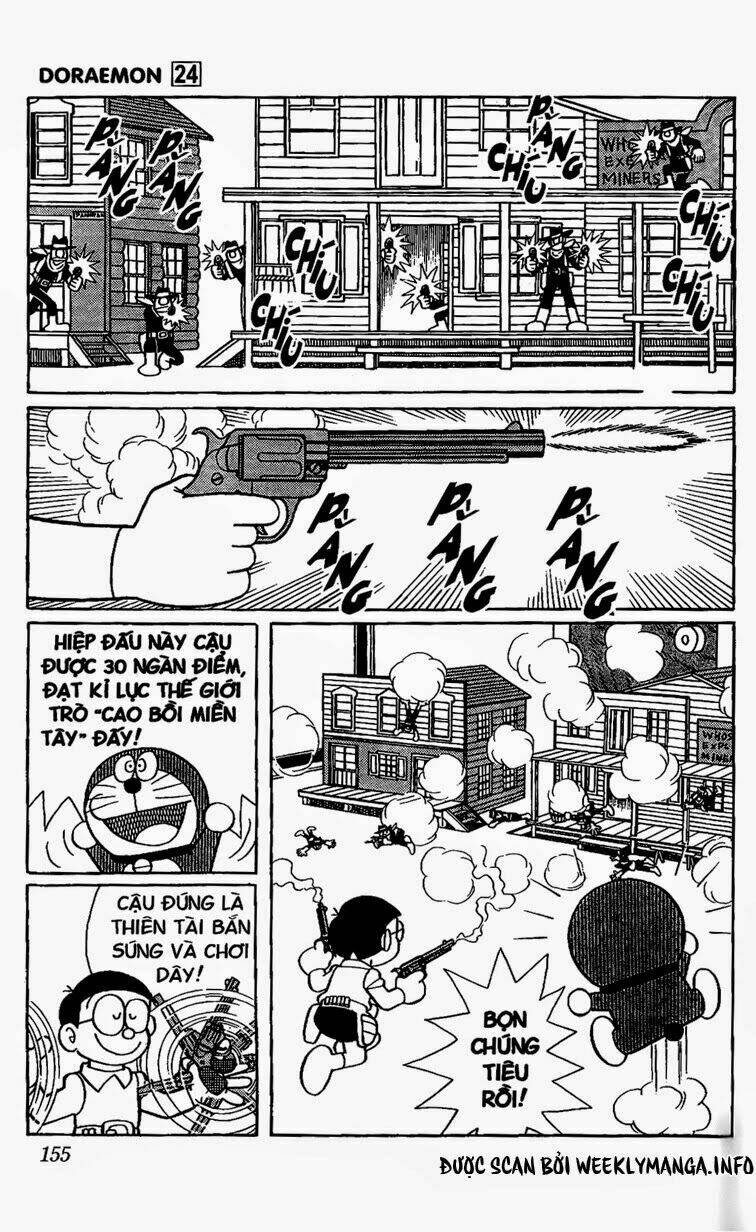 DORAEMON 24
PẰNG
PẰNG
PẰNG
CHÍU
CHÍU
CHÍU
CHÍU
CHÍU
MINERS
PẰNG
PẰNG
PẰNG
HIỆP ĐẤU NÀY CẬU
ĐƯỢC 30 NGÀN ĐIỂM,
ĐẠT KỈ LỤC THẾ GIỚI
TRÒ "CAO BỒI MIỀN
TÂY" ĐẤY!
BỌN
CHÚNG
TIÊU
RỒI!
CẬU ĐÚNG LÀ
THIÊN TÀI BẮN
SÚNG VÀ CHƠI
DÂY!
155
ĐƯỢC SCAN BỞI WEEKLYMANGA.INFO